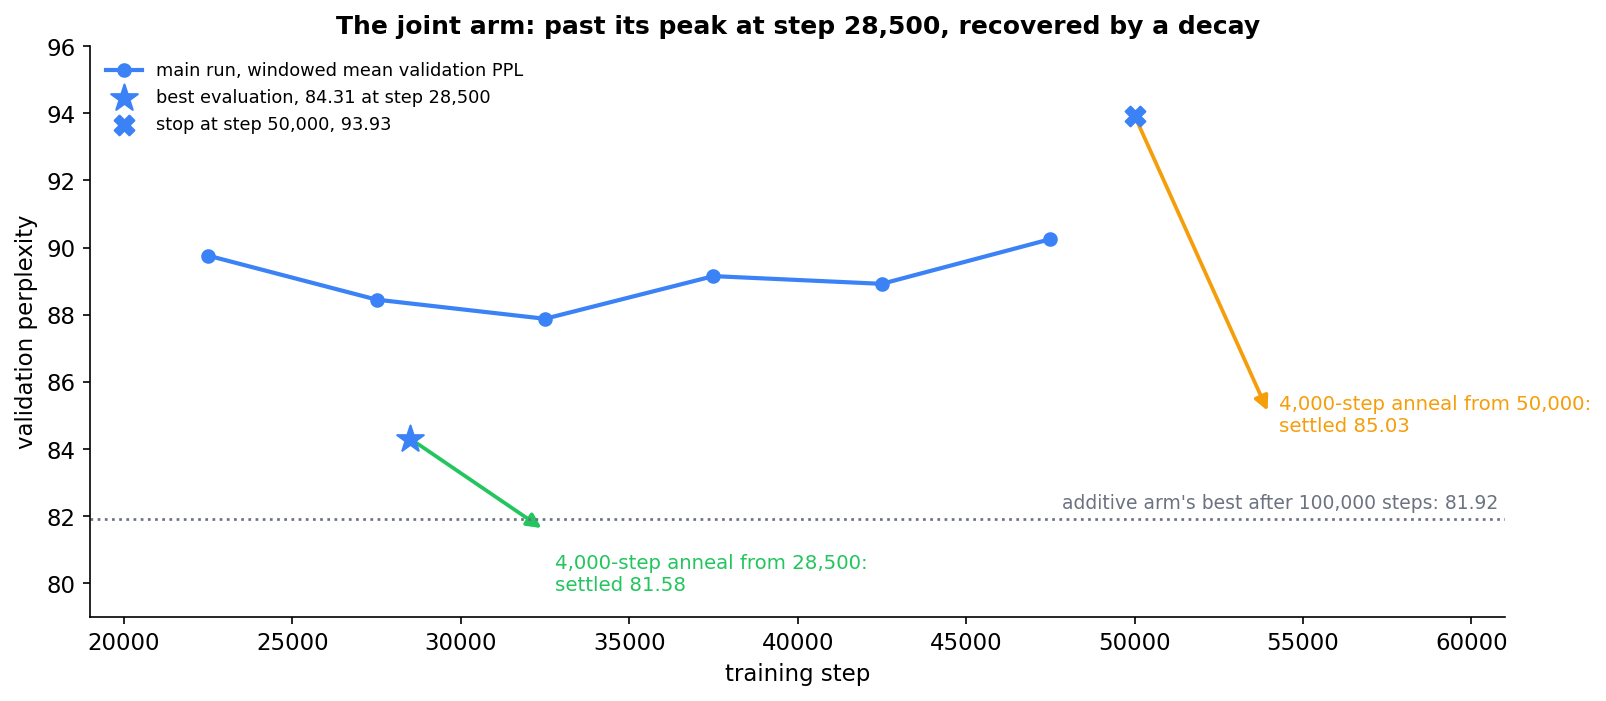 The joint arm: past its peak at step 28,500, recovered by a decay
main run, windowed mean validation PPL
best evaluation, 84.31 at step 28,500
stop at step 50,000, 93.93
validation perplexity
96
94
92
90
88
86
84
82
80
4,000-step anneal from 50,000:
settled 85.03
additive arm's best after 100,000 steps: 81.92
4,000-step anneal from 28,500:
settled 81.58
20000 25000 30000 35000 40000 45000 50000 55000 60000
training step